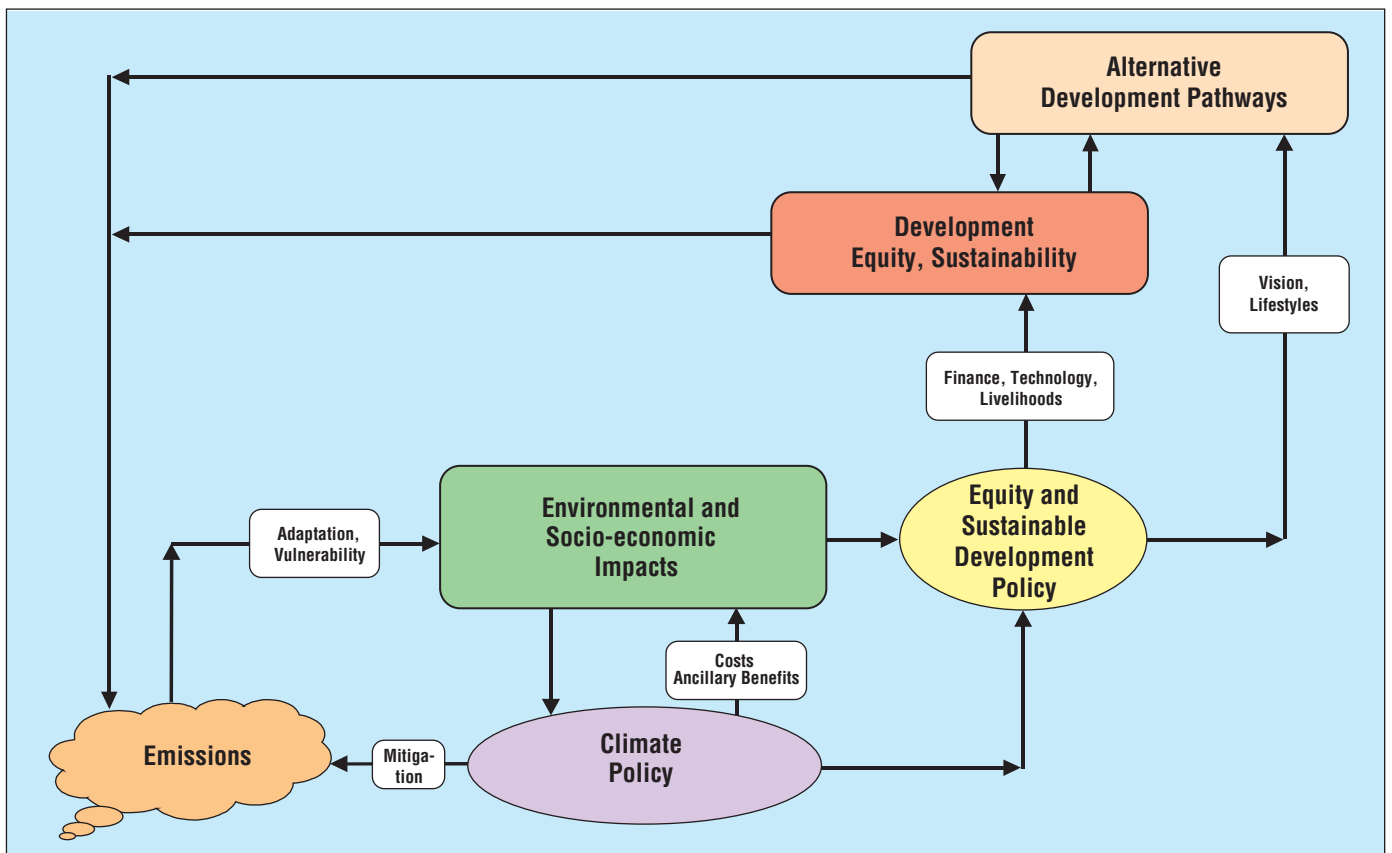 Alternative
Development Pathways
Development
Equity, Sustainability
Vision,
Lifestyles
Finance, Technology,
Livelihoods
Equity and
Sustainable
Development
Policy
Environmental and
Socio-economic
Impacts
Adaptation,
Vulnerability
Costs
Ancillary Benefits
Emissions
Mitiga-
tion
Climate
Policy